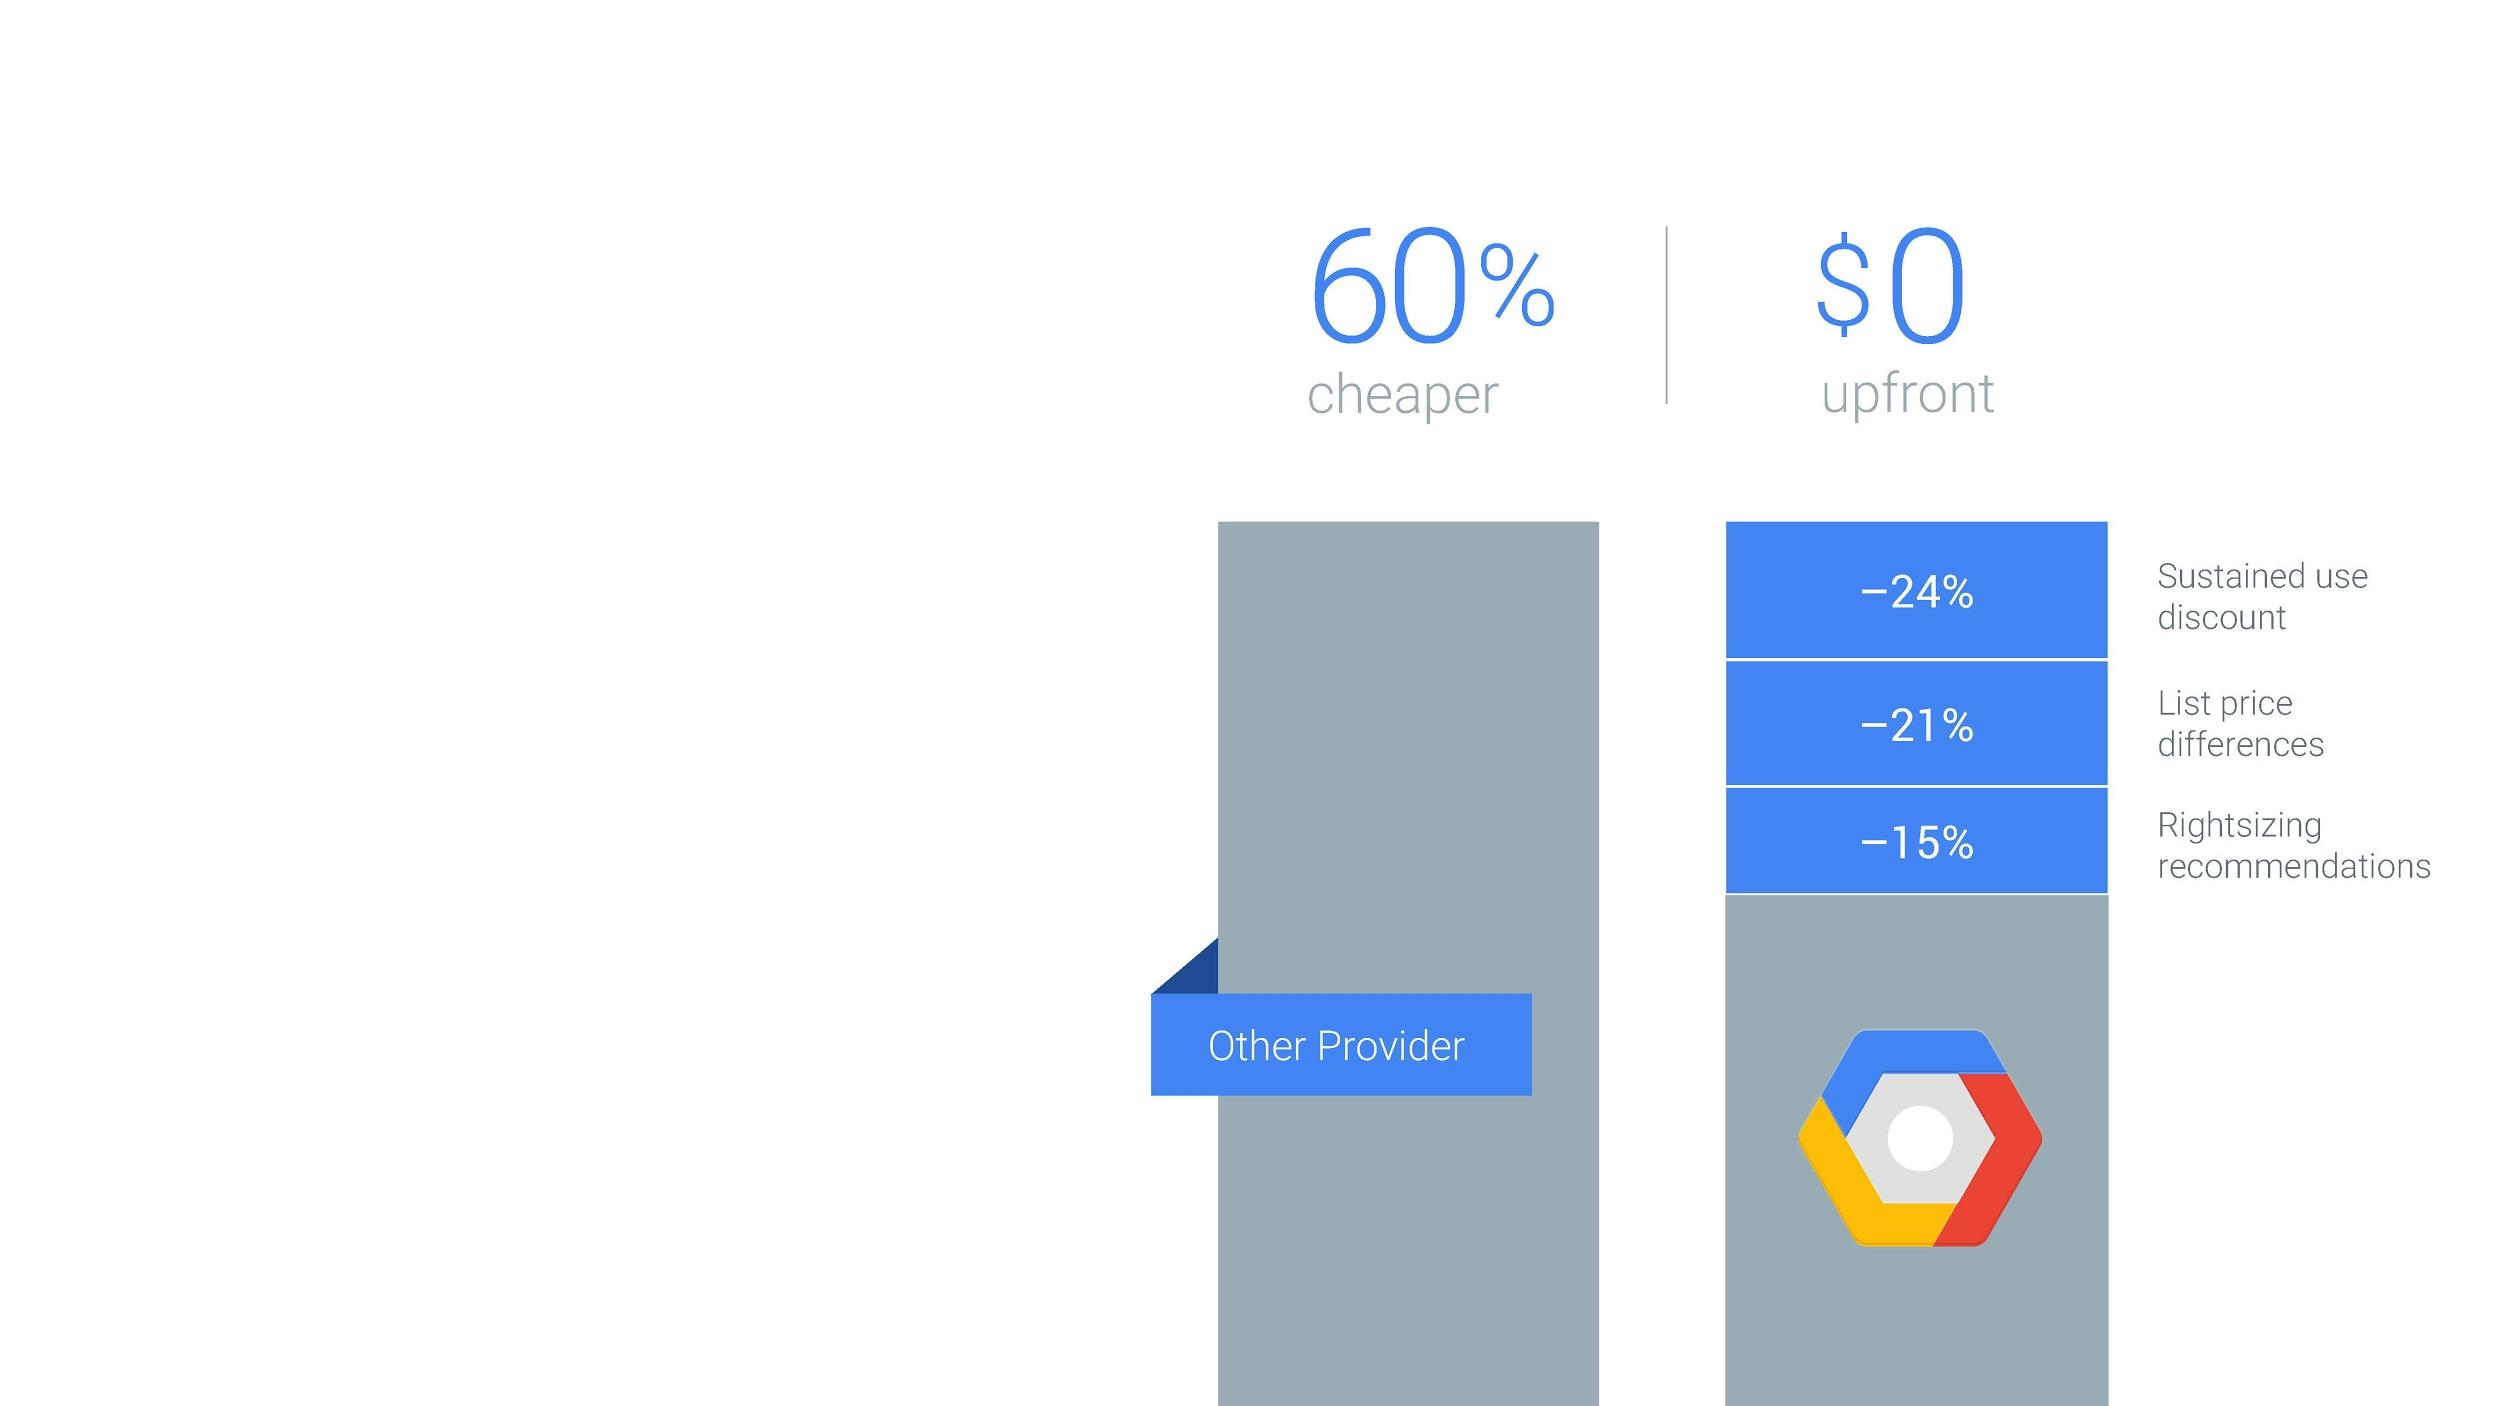 60%
cheaper
$0
upfront
–24%
Sustained use
discount
–21%
List price
differences
–15%
Rightsizing
recommendations
Other Provider